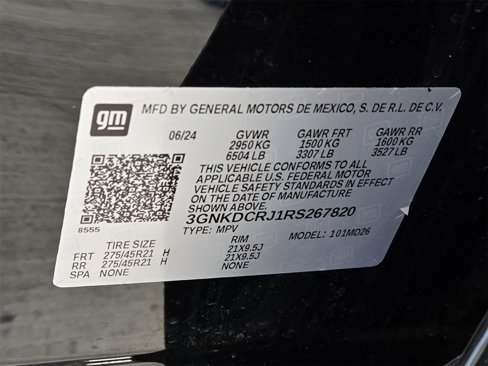 gm MFD BY GENERAL MOTORS DE MEXICO, S. DE R.L. DE C.V.
06/24 GVWR GAWR FRT GAWR RR
2950 KG 1500 KG 1600 KG
6504 LB 3307 LB 3527 LB
THIS VEHICLE CONFORMS TO ALL
APPLICABLE U.S. FEDERAL MOTOR
VEHICLE SAFETY STANDARDS IN EFFECT
ON THE DATE OF MANUFACTURE
SHOWN ABOVE.
3GNKDCRJ1RS267820
8555 TYPE: MPV MODEL: 101MD26
TIRE SIZE RIM
FRT 275/45R21 H 21X9.5J
RR 275/45R21 H 21X9.5J
SPA NONE NONE